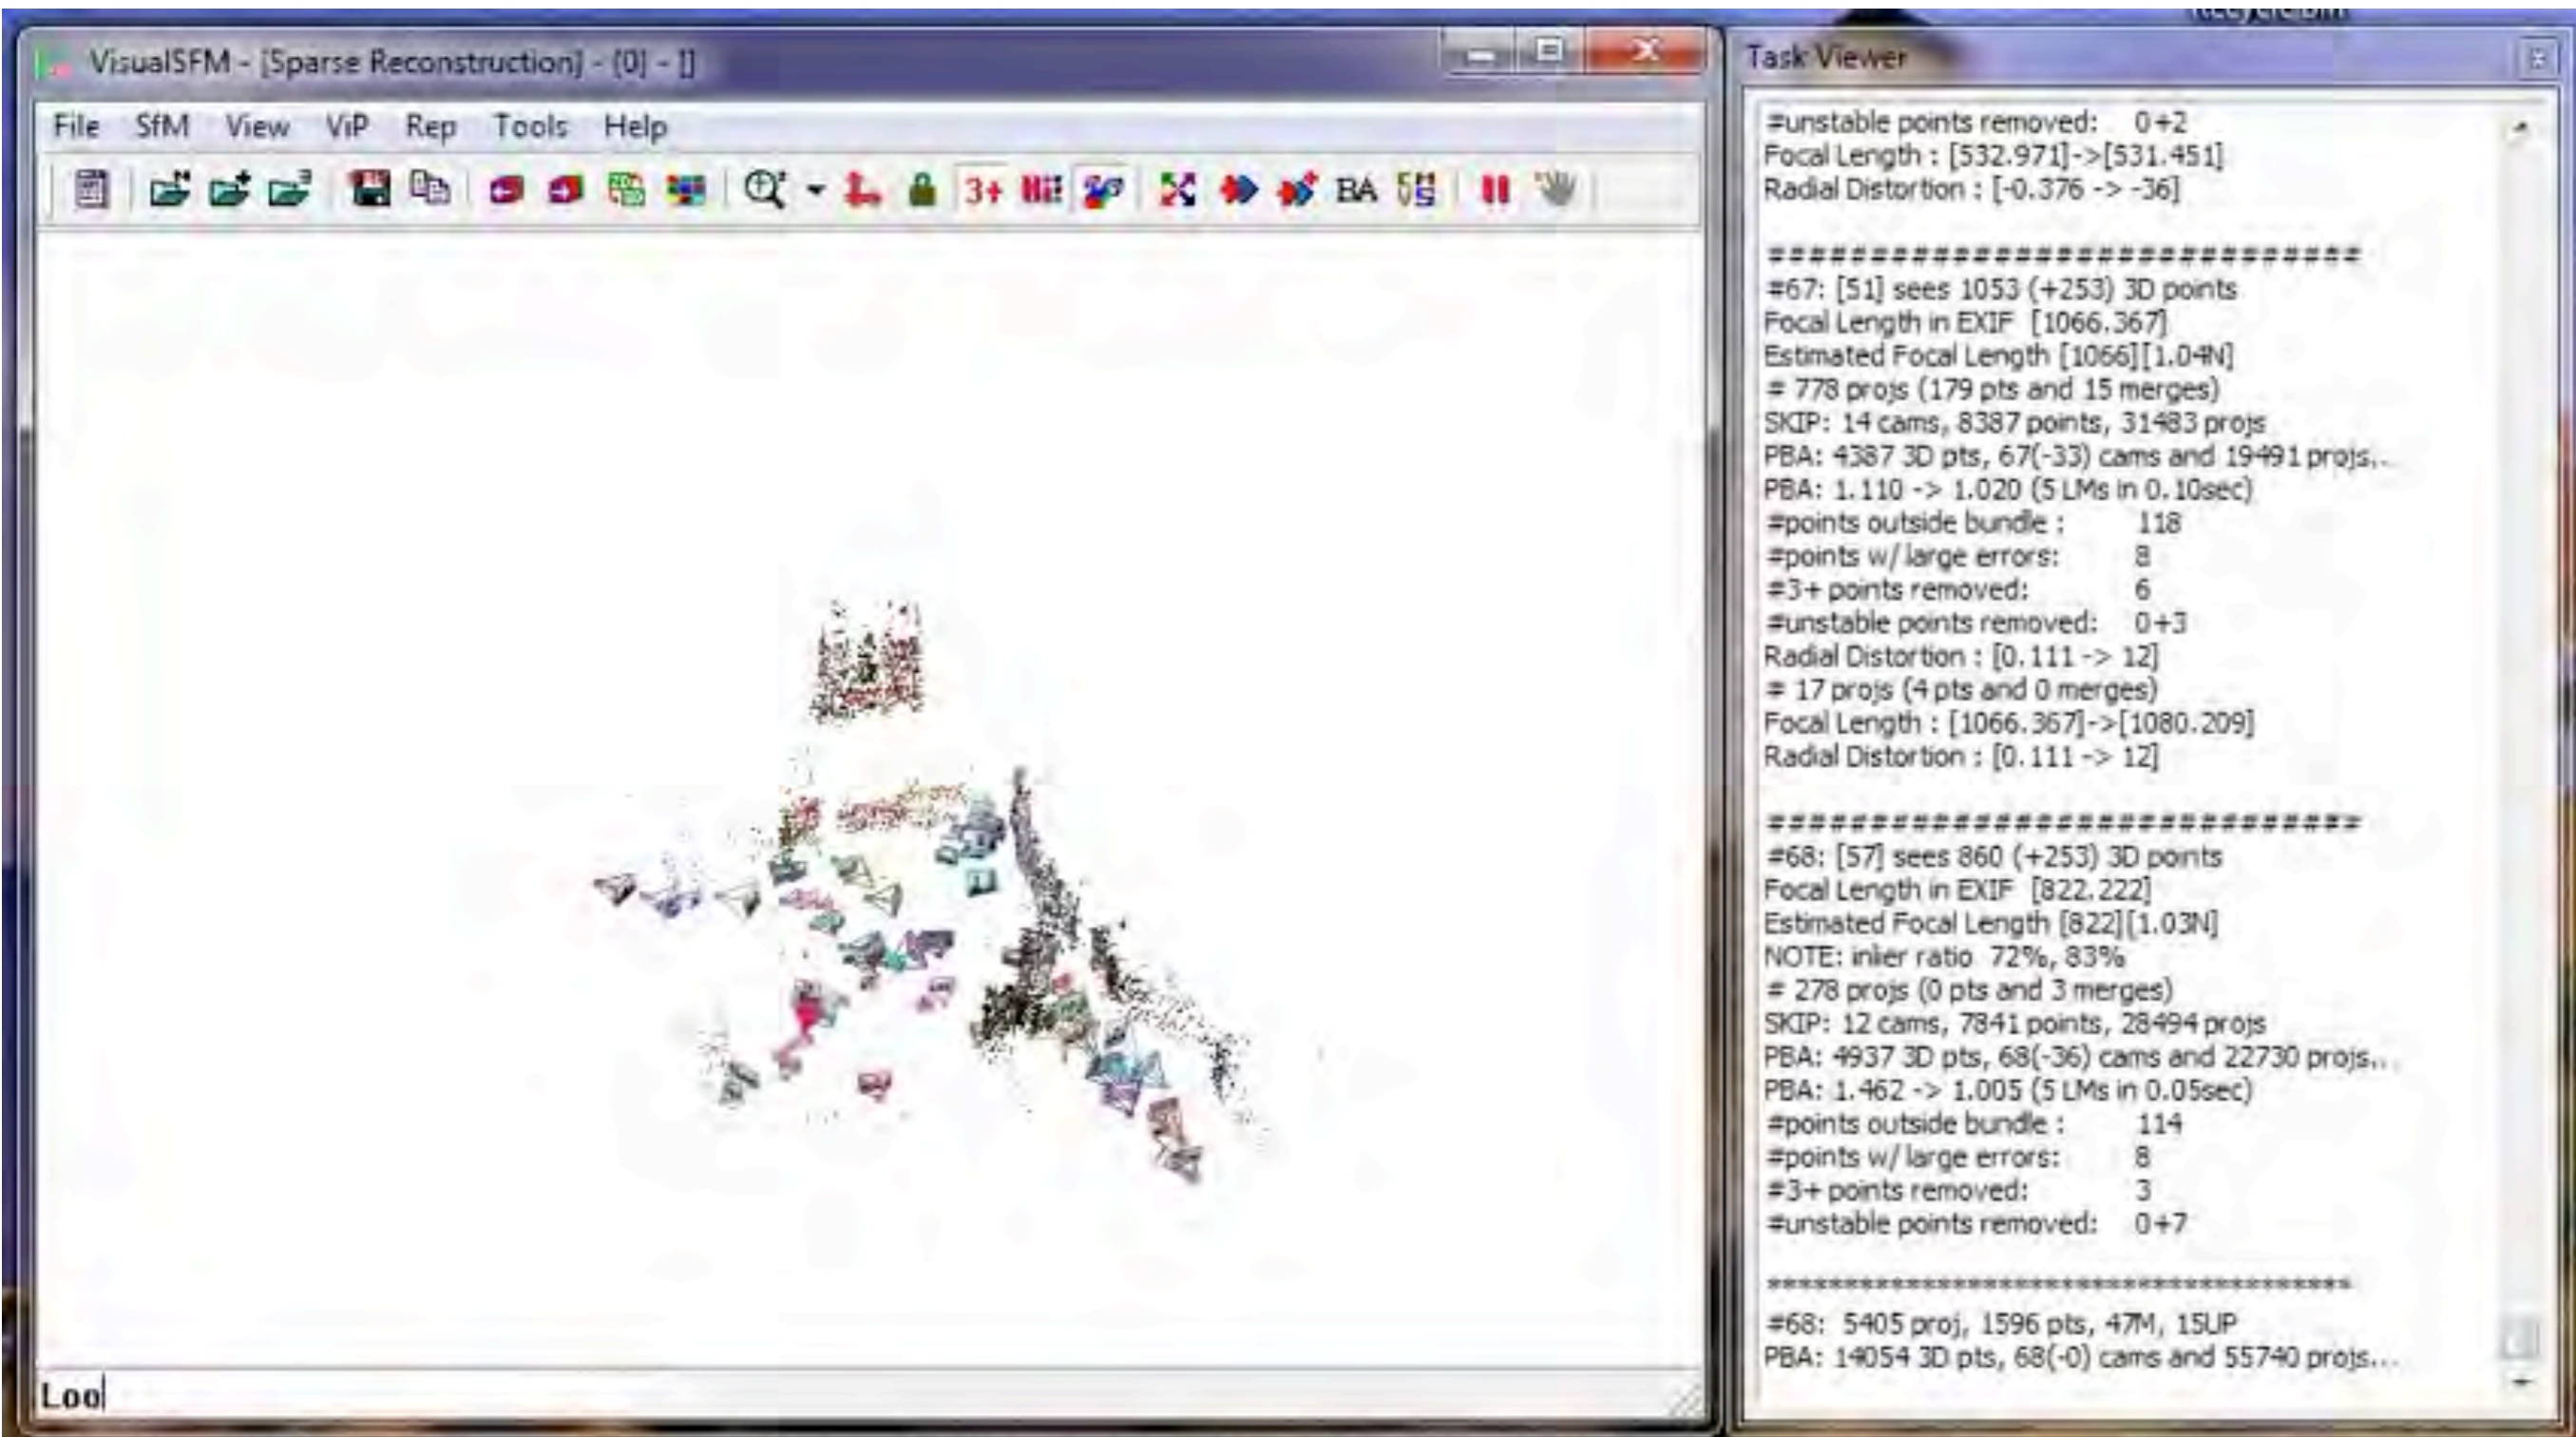 VisualSFM - [Sparse Reconstruction] - (0] - []
File SfM View ViP Rep Tools Help
3+ BA
Loo
Task Viewer
#unstable points removed: 0+2
Focal Length : [532.971]->[531.451]
Radial Distortion : [-0.376 -> -36]
##############################
#67: [51] sees 1053 (+253) 3D points
Focal Length in EXIF [1066.367]
Estimated Focal Length [1066][1.04N]
# 778 projs (179 pts and 15 merges)
SKIP: 14 cams, 8387 points, 31483 projs
PBA: 4387 3D pts, 67(-33) cams and 19491 projs...
PBA: 1.110 -> 1.020 (5 LMs in 0.10sec)
#points outside bundle : 118
#points w/ large errors: 8
#3+ points removed: 6
#unstable points removed: 0+3
Radial Distortion : [0.111 -> 12]
# 17 projs (4 pts and 0 merges)
Focal Length : [1066.367]->[1080.209]
Radial Distortion : [0.111 -> 12]
##############################
#68: [57] sees 860 (+253) 3D points
Focal Length in EXIF [822.222]
Estimated Focal Length [822][1.03N]
NOTE: inlier ratio 72%, 83%
# 278 projs (0 pts and 3 merges)
SKIP: 12 cams, 7841 points, 28494 projs
PBA: 4937 3D pts, 68(-36) cams and 22730 projs...
PBA: 1.462 -> 1.005 (5 LMs in 0.05sec)
#points outside bundle : 114
#points w/ large errors: 8
#3+ points removed: 3
#unstable points removed: 0+7
****************************************
#68: 5405 proj, 1596 pts, 47M, 15UP
PBA: 14054 3D pts, 68(-0) cams and 55740 projs...